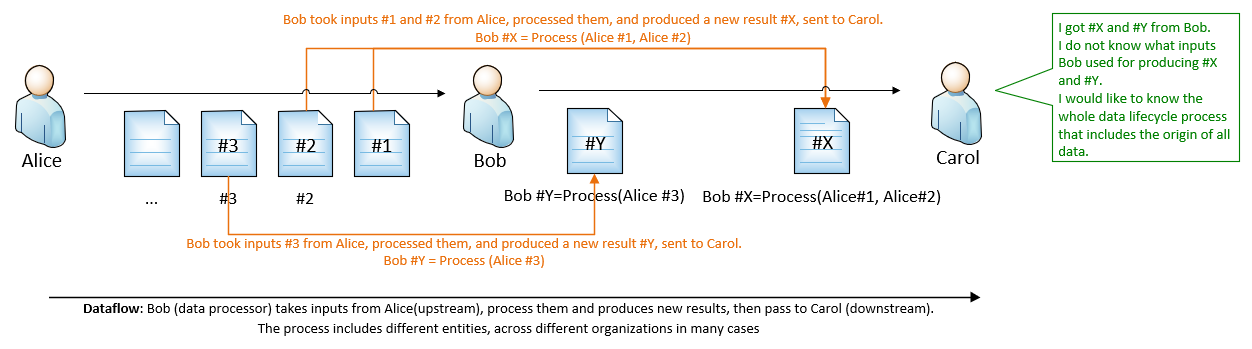 Bob took inputs #1 and #2 from Alice, processed them, and produced a new result #X, sent to Carol.
Bob #X = Process (Alice #1, Alice #2)
I got #X and #Y from Bob.
I do not know what inputs
Bob used for producing #X
and #Y.
I would like to know the
whole data lifecycle process
that includes the origin of all
data.
#3
#2
#1
#Y
#X
Alice
Bob
Carol
...
#3
#2
Bob #Y=Process(Alice #3)
Bob #X=Process(Alice#1, Alice#2)
Bob took inputs #3 from Alice, processed them, and produced a new result #Y, sent to Carol.
Bob #Y = Process (Alice #3)
Dataflow: Bob (data processor) takes inputs from Alice(upstream), process them and produces new results, then pass to Carol (downstream).
The process includes different entities, across different organizations in many cases